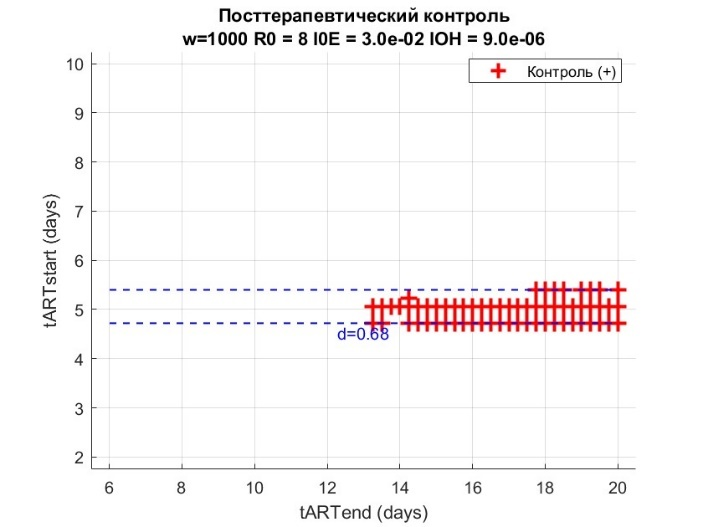 Посттерапевтический контроль
w=1000 R0 = 8 I0E = 3.0e-02 IOH = 9.0e-06
Контроль (+)
10
9
8
7
6
5
4
3
2
tARTstart (days)
d=0.68
6 8 10 12 14 16 18 20
tARTend (days)